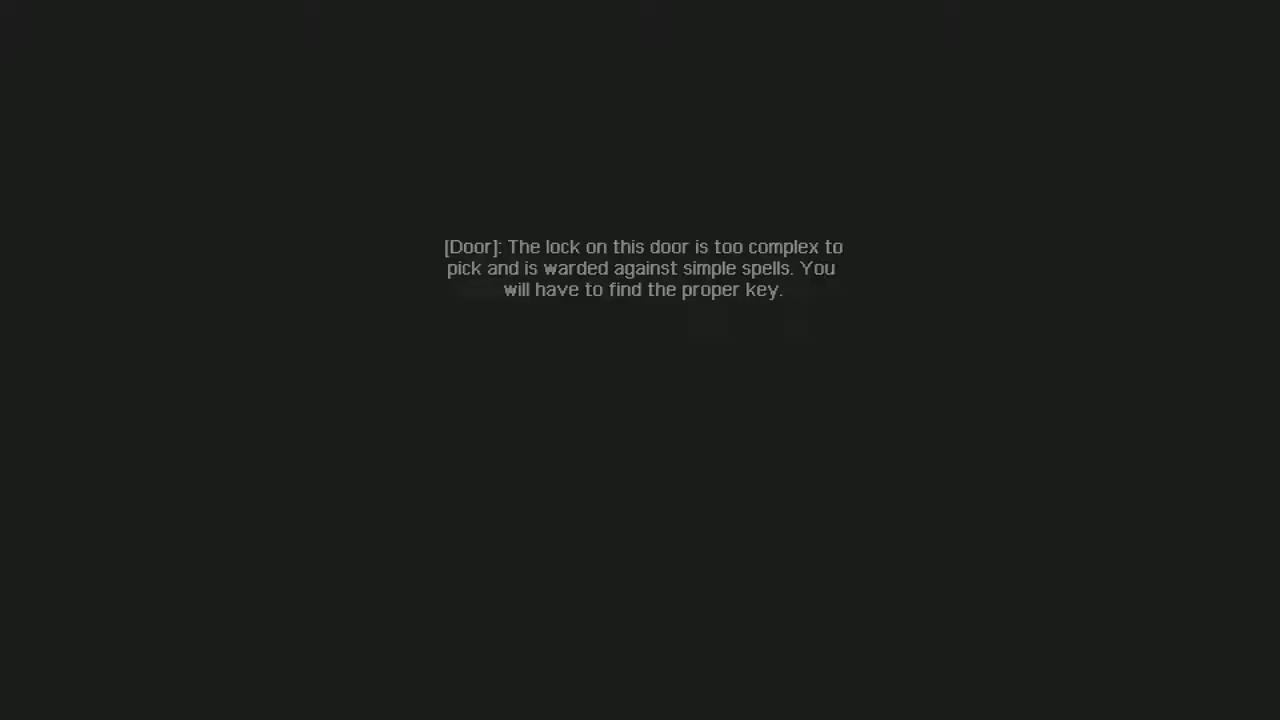 [Door]: The lock on this door is too complex to
pick and is warded against simple spells. You
will have to find the proper key.